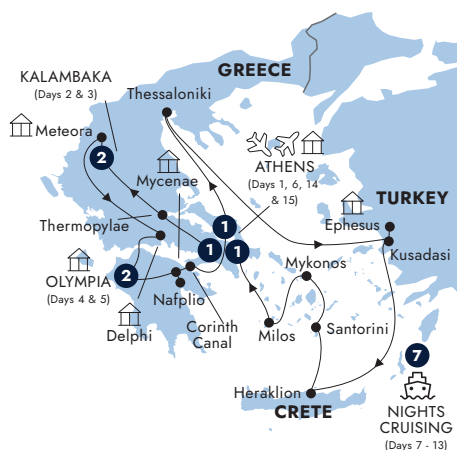 GREECE
KALAMBAKA
(Days 2 & 3)
Thessaloniki
Meteora
2
Mycenae
ATHENS
(Days 1, 6, 14
& 15)
TURKEY
Ephesus
Kusadasi
Thermopylae
1
1
1
OLYMPIA
(Days 4 & 5)
2
Mykonos
Nafplio
Delphi
Corinth
Canal
Milos
Santorini
7
NIGHTS
CRUISING
(Days 7 - 13)
Heraklion
CRETE